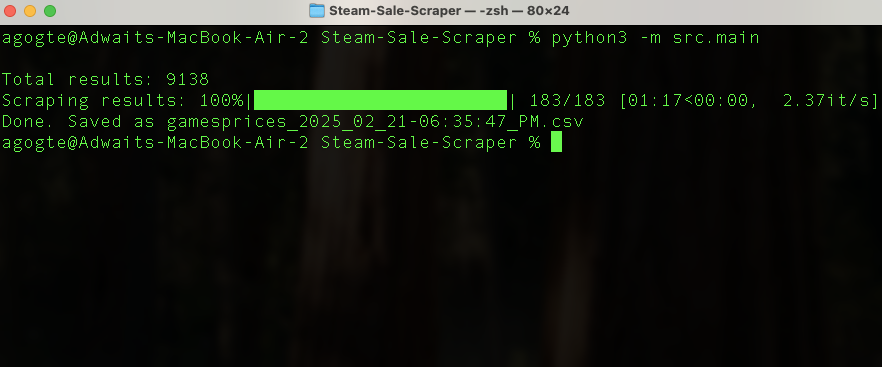 Steam-Sale-Scraper — -zsh — 80×24
agogte@Adwaits-MacBook-Air-2 Steam-Sale-Scraper % python3 -m src.main
Total results: 9138
Scraping results: 100%|██████████████████████| 183/183 [01:17<00:00,  2.37it/s]
Done. Saved as gamesprices_2025_02_21-06:35:47_PM.csv
agogte@Adwaits-MacBook-Air-2 Steam-Sale-Scraper %